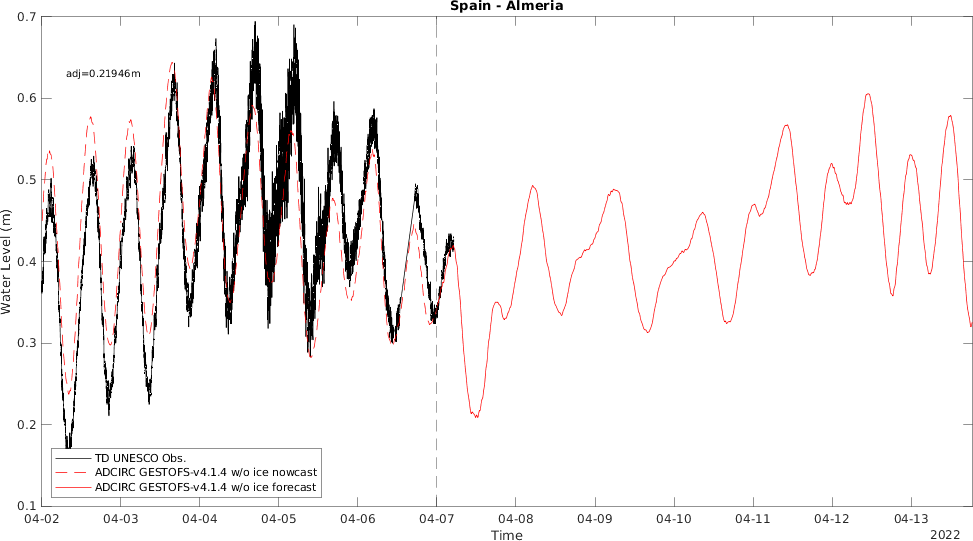 Spain - Almeria
0.7
adj=0.21946m
0.6
0.5
0.4
0.3
0.2
0.1
Water Level (m)
TD UNESCO Obs.
ADCIRC GESTOFS-v4.1.4 w/o ice nowcast
ADCIRC GESTOFS-v4.1.4 w/o ice forecast
04-02 04-03 04-04 04-05 04-06 04-07 04-08 04-09 04-10 04-11 04-12 04-13
Time
2022